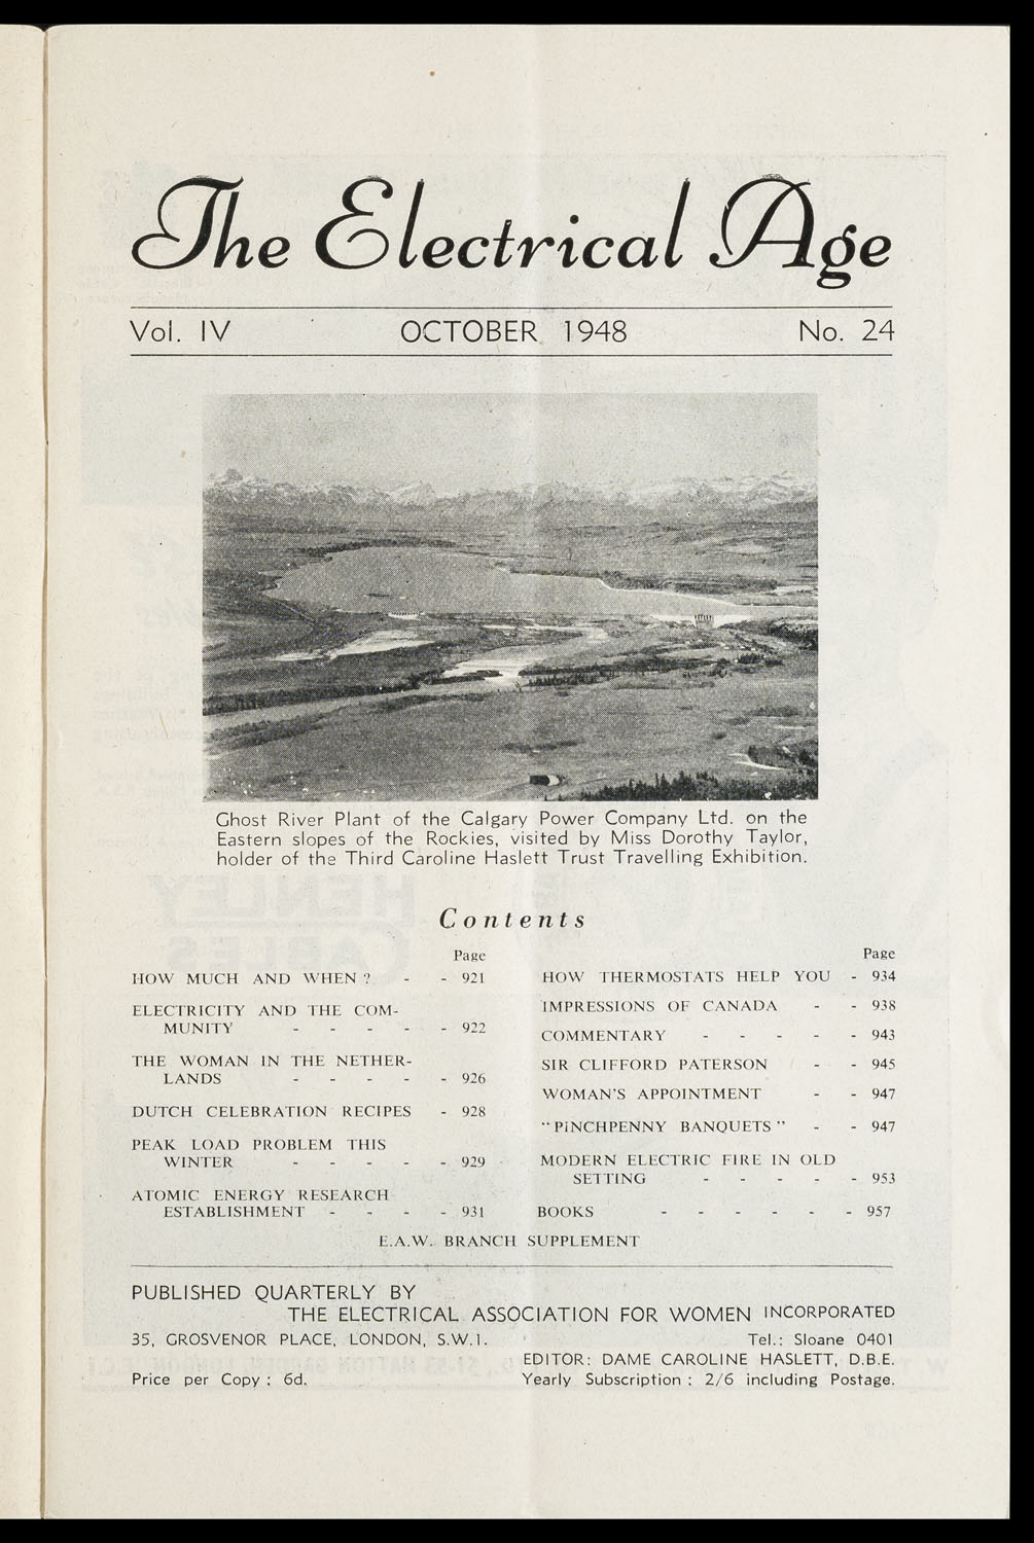 The Electrical Age
Vol. IV OCTOBER 1948 No. 24
Ghost River Plant of the Calgary Power Company Ltd. on the
Eastern slopes of the Rockies, visited by Miss Dorothy Taylor,
holder of the Third Caroline Haslett Trust Travelling Exhibition.
Contents
Page
HOW MUCH AND WHEN ? - - 921
ELECTRICITY AND THE COM-
MUNITY - - - - - 922
THE WOMAN IN THE NETHER-
LANDS - - - - - 926
DUTCH CELEBRATION RECIPES - 928
PEAK LOAD PROBLEM THIS
WINTER - - - - - 929
ATOMIC ENERGY RESEARCH
ESTABLISHMENT - - - - 931
Page
HOW THERMOSTATS HELP YOU - 934
IMPRESSIONS OF CANADA - - 938
COMMENTARY - - - - - 943
SIR CLIFFORD PATERSON - - 945
WOMAN'S APPOINTMENT - - 947
"PiNCHPENNY BANQUETS" - - 947
MODERN ELECTRIC FIRE IN OLD
SETTING - - - - - 953
BOOKS - - - - - - 957
E.A.W. BRANCH SUPPLEMENT
PUBLISHED QUARTERLY BY
THE ELECTRICAL ASSOCIATION FOR WOMEN INCORPORATED
35, GROSVENOR PLACE, LONDON, S.W.1. Tel.: Sloane 0401
EDITOR: DAME CAROLINE HASLETT, D.B.E.
Price per Copy : 6d. Yearly Subscription : 2/6 including Postage.